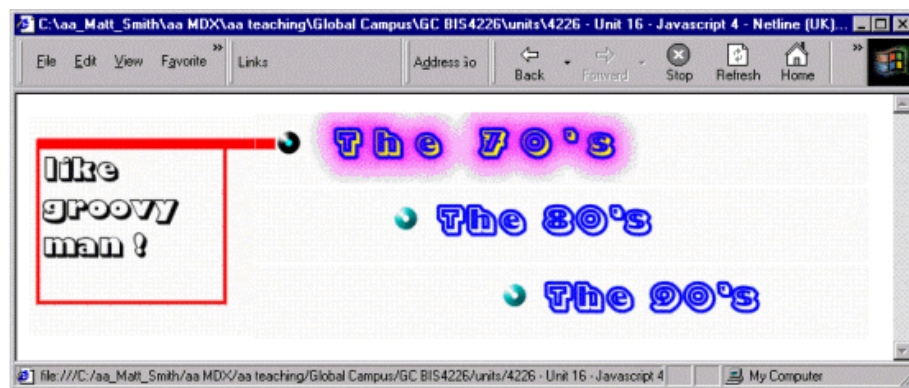 C:\aa_Matt_Smith\aa MDX\aa teaching\Global Campus\GC BIS4226\units\4226 - Unit 16 - Javascript 4 - Netline (UK)...
File Edit View Favorite » Links Address Back Forward Stop Refresh Home »
The 70's
like
groovy
man !
The 80's
The 90's
file:///C:/aa_Matt_Smith/aa MDX/aa teaching/Global Campus/GC BIS4226/units/4226 - Unit 16 - Javascript 4 My Computer